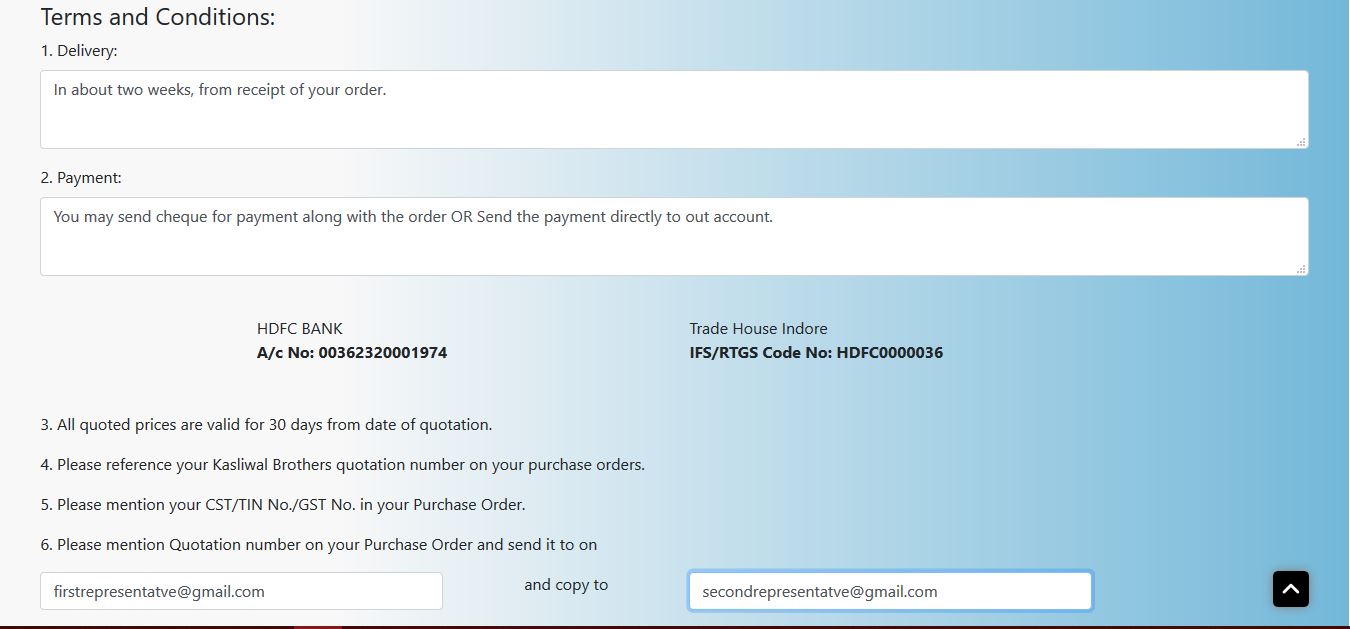 Terms and Conditions:
1. Delivery:
In about two weeks, from receipt of your order.
2. Payment:
You may send cheque for payment along with the order OR Send the payment directly to out account.
HDFC BANK
A/c No: 00362320001974
Trade House Indore
IFS/RTGS Code No: HDFC0000036
3. All quoted prices are valid for 30 days from date of quotation.
4. Please reference your Kasliwal Brothers quotation number on your purchase orders.
5. Please mention your CST/TIN No./GST No. in your Purchase Order.
6. Please mention Quotation number on your Purchase Order and send it to on
firstrepresentatve@gmail.com and copy to secondrepresentatve@gmail.com